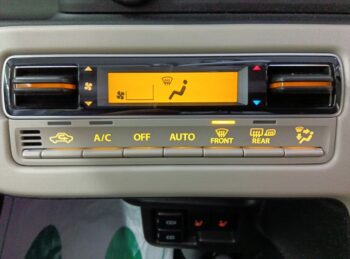 A/C OFF AUTO FRONT REAR